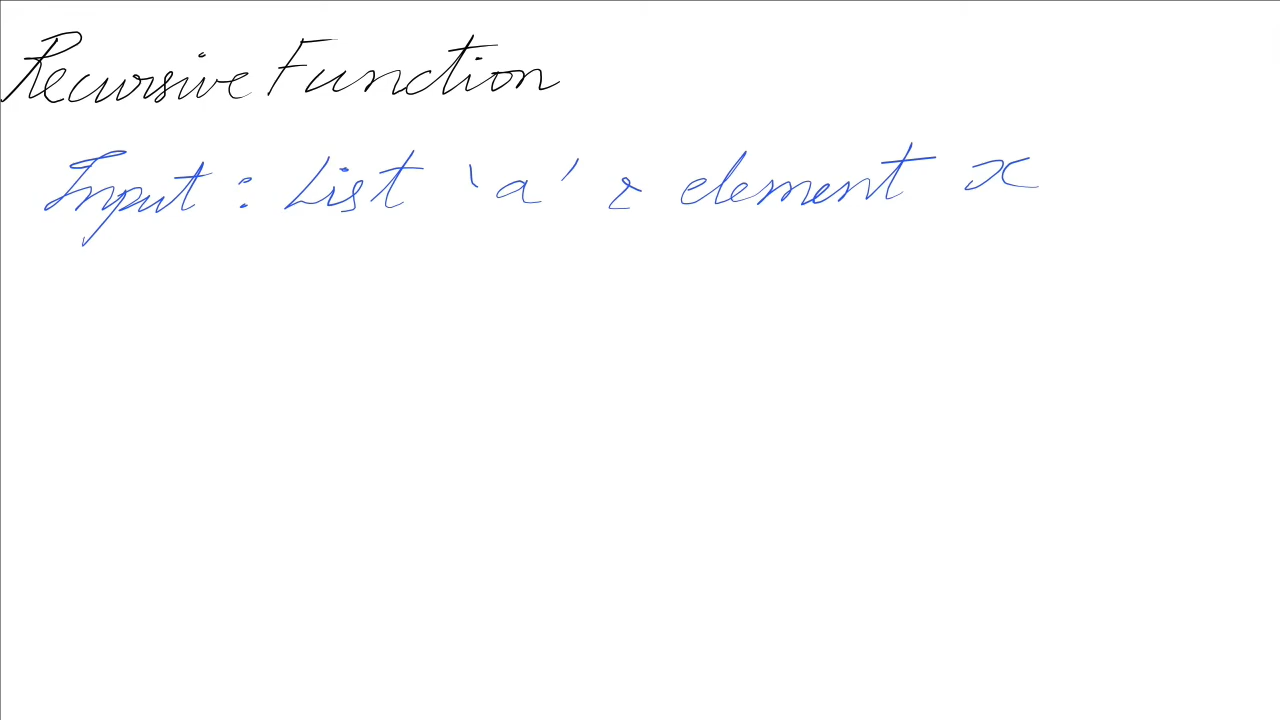 Recursive Function
Input : List 'a' & element x